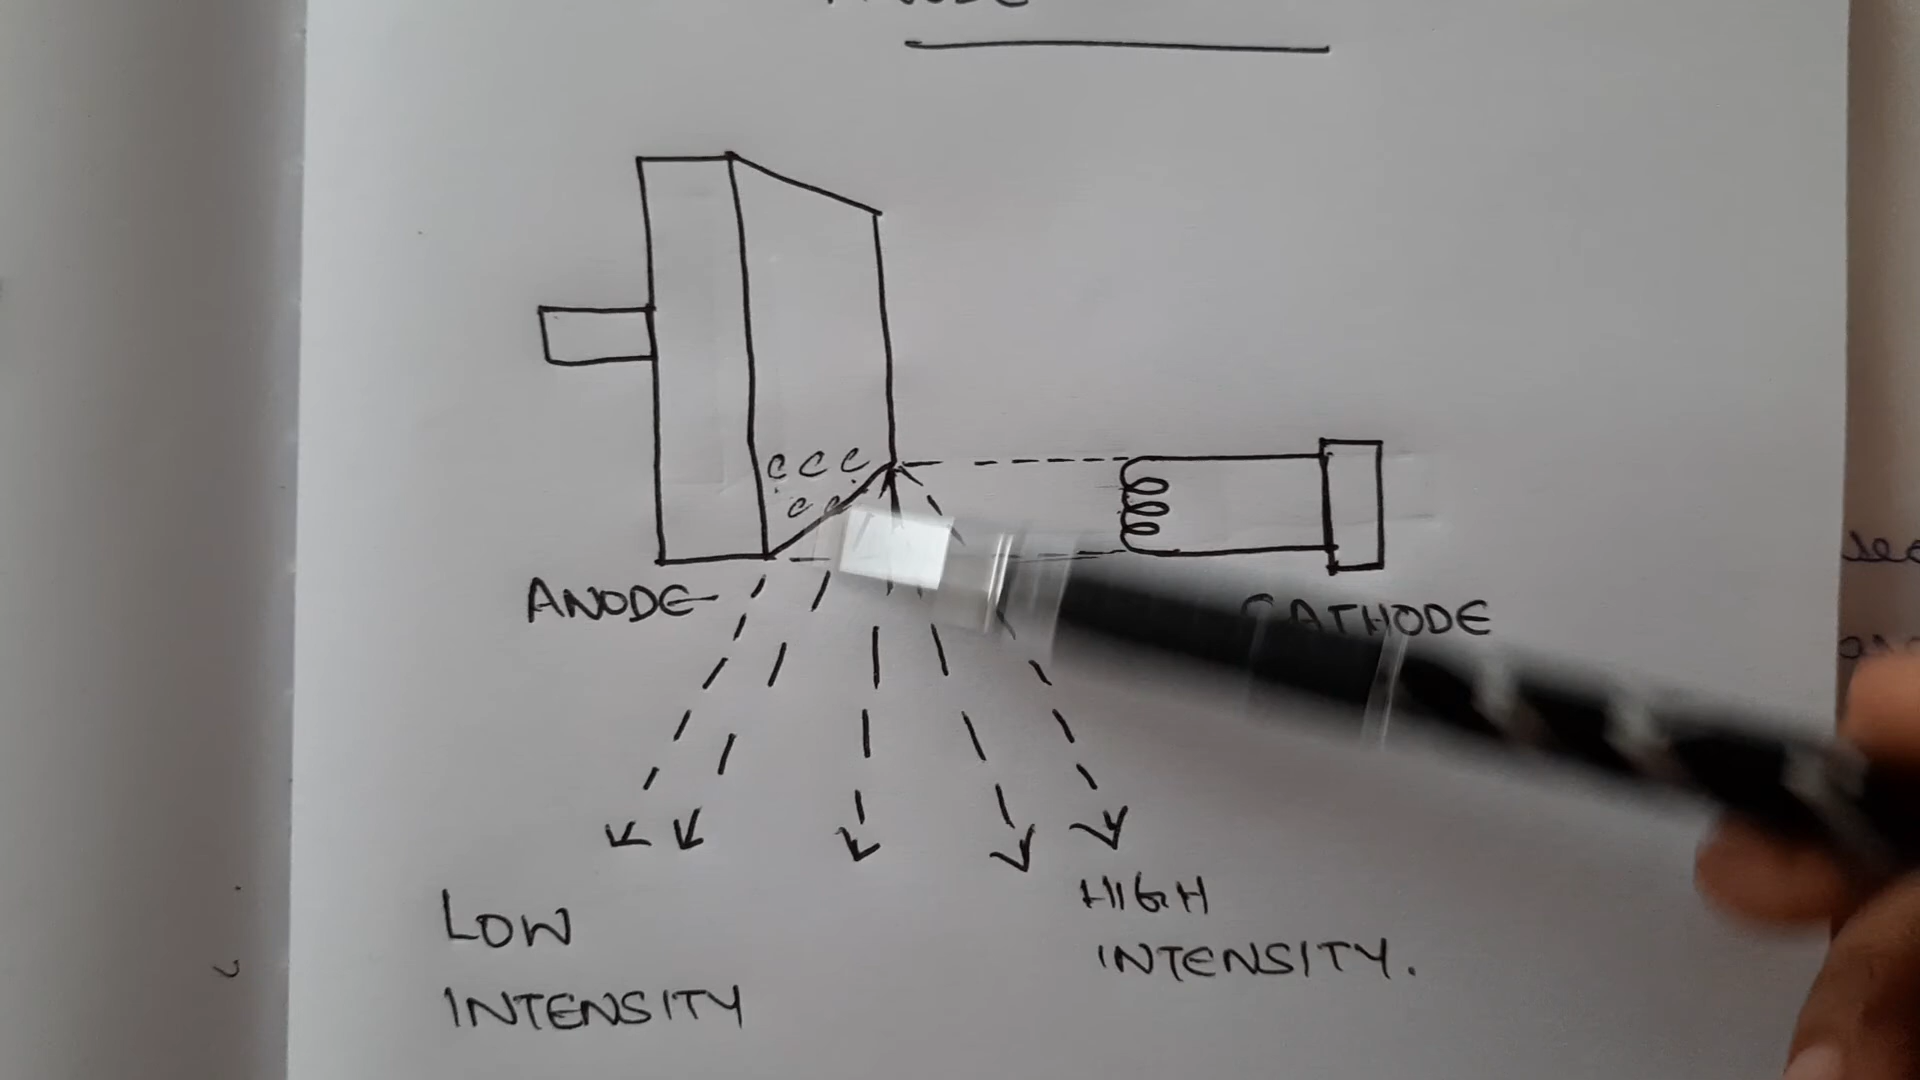 ANODE
CATHODE
LOW
INTENSITY
HIGH
INTENSITY.